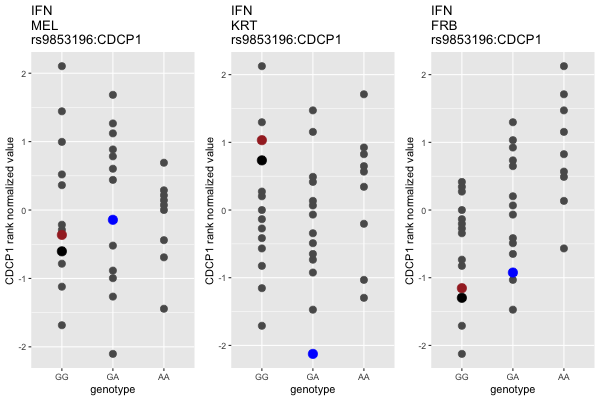 IFN
MEL
rs9853196:CDCP1
CDCP1 rank normalized value
2
1
0
-1
-2
GG
GA
AA
genotype
IFN
KRT
rs9853196:CDCP1
CDCP1 rank normalized value
2
1
0
-1
-2
GG
GA
AA
genotype
IFN
FRB
rs9853196:CDCP1
CDCP1 rank normalized value
2
1
0
-1
-2
GG
GA
AA
genotype